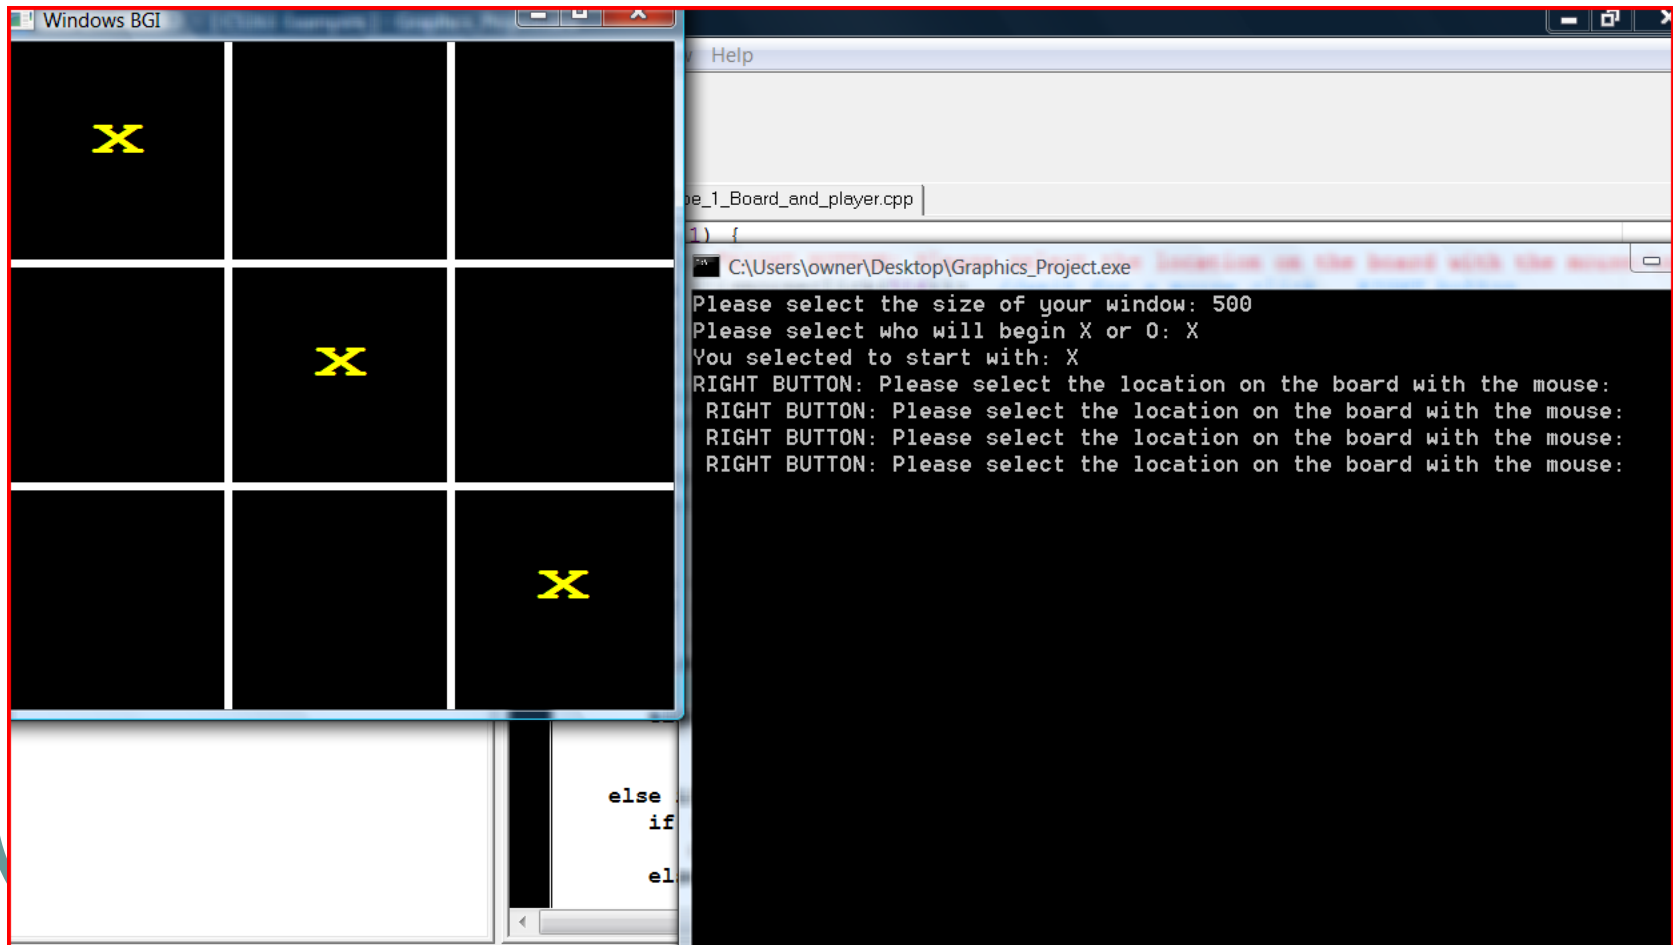 Windows BGI
X
X
X
Help
pe_1_Board_and_player.cpp
1) {
C:\Users\owner\Desktop\Graphics_Project.exe
Please select the size of your window: 500
Please select who will begin X or O: X
You selected to start with: X
RIGHT BUTTON: Please select the location on the board with the mouse:
RIGHT BUTTON: Please select the location on the board with the mouse:
RIGHT BUTTON: Please select the location on the board with the mouse:
RIGHT BUTTON: Please select the location on the board with the mouse:
else
if
el